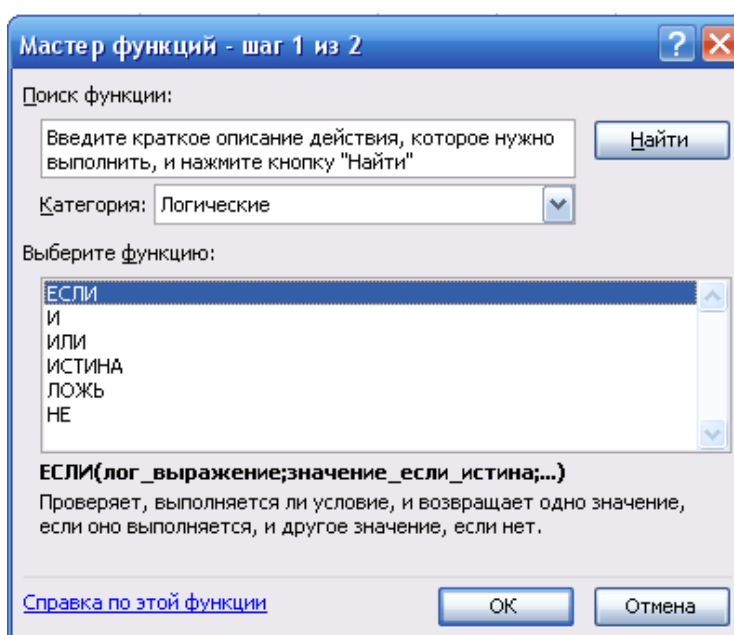 Мастер функций - шаг 1 из 2
Поиск функции:
Введите краткое описание действия, которое нужно
выполнить, и нажмите кнопку "Найти"
Найти
Категория: Логические
Выберите функцию:
ЕСЛИ
И
ИЛИ
ИСТИНА
ЛОЖЬ
НЕ
ЕСЛИ(лог_выражение;значение_если_истина;...)
Проверяет, выполняется ли условие, и возвращает одно значение,
если оно выполняется, и другое значение, если нет.
Справка по этой функции
ОК
Отмена